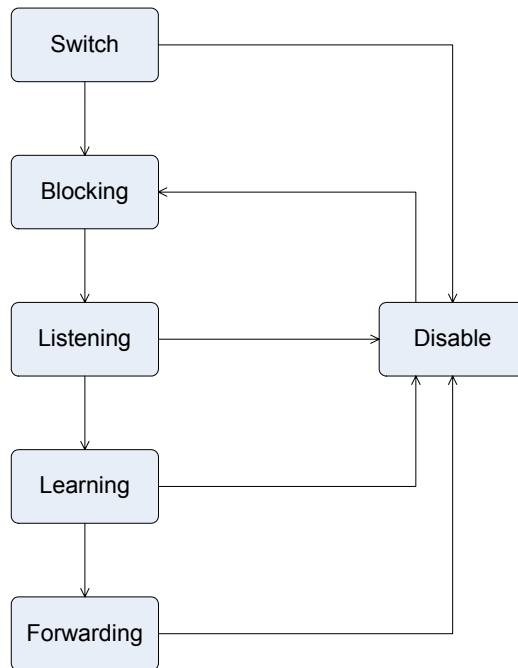 Switch
Blocking
Listening
Disable
Learning
Forwarding